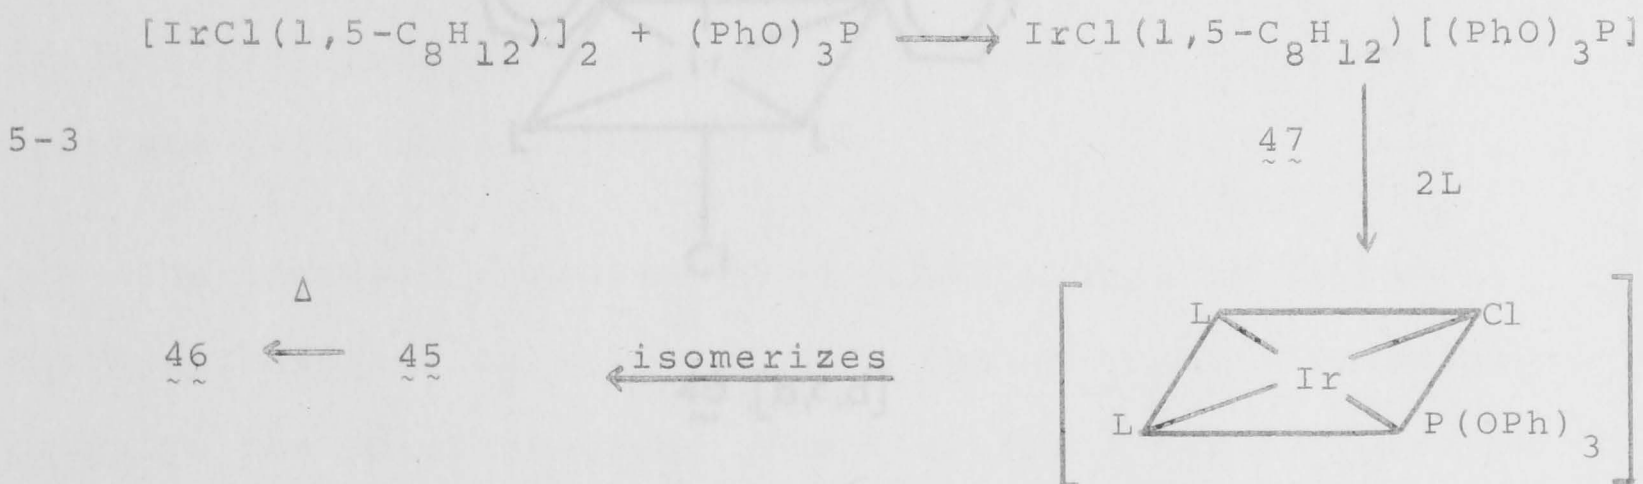 [IrCl(1,5-C8H12)]2 + (PhO)3P ⟶ IrCl(1,5-C8H12)[(PhO)3P]
5-3
47
2L
Δ
46 ⟵ 45
isomerizes
L Cl
Ir
L P(OPh)3